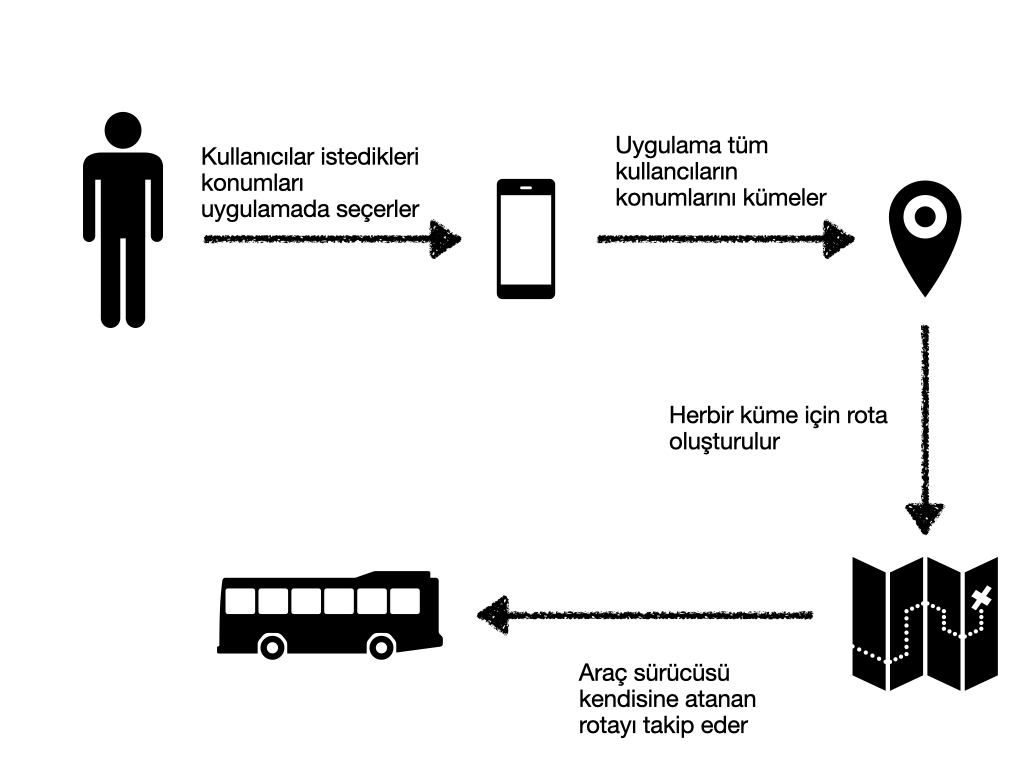 Kullanıcılar istedikleri
konumları
uygulamada seçerler
Uygulama tüm
kullancıların
konumlarını kümeler
Herbir küme için rota
oluşturulur
Araç sürücüsü
kendisine atanan
rotayı takip eder